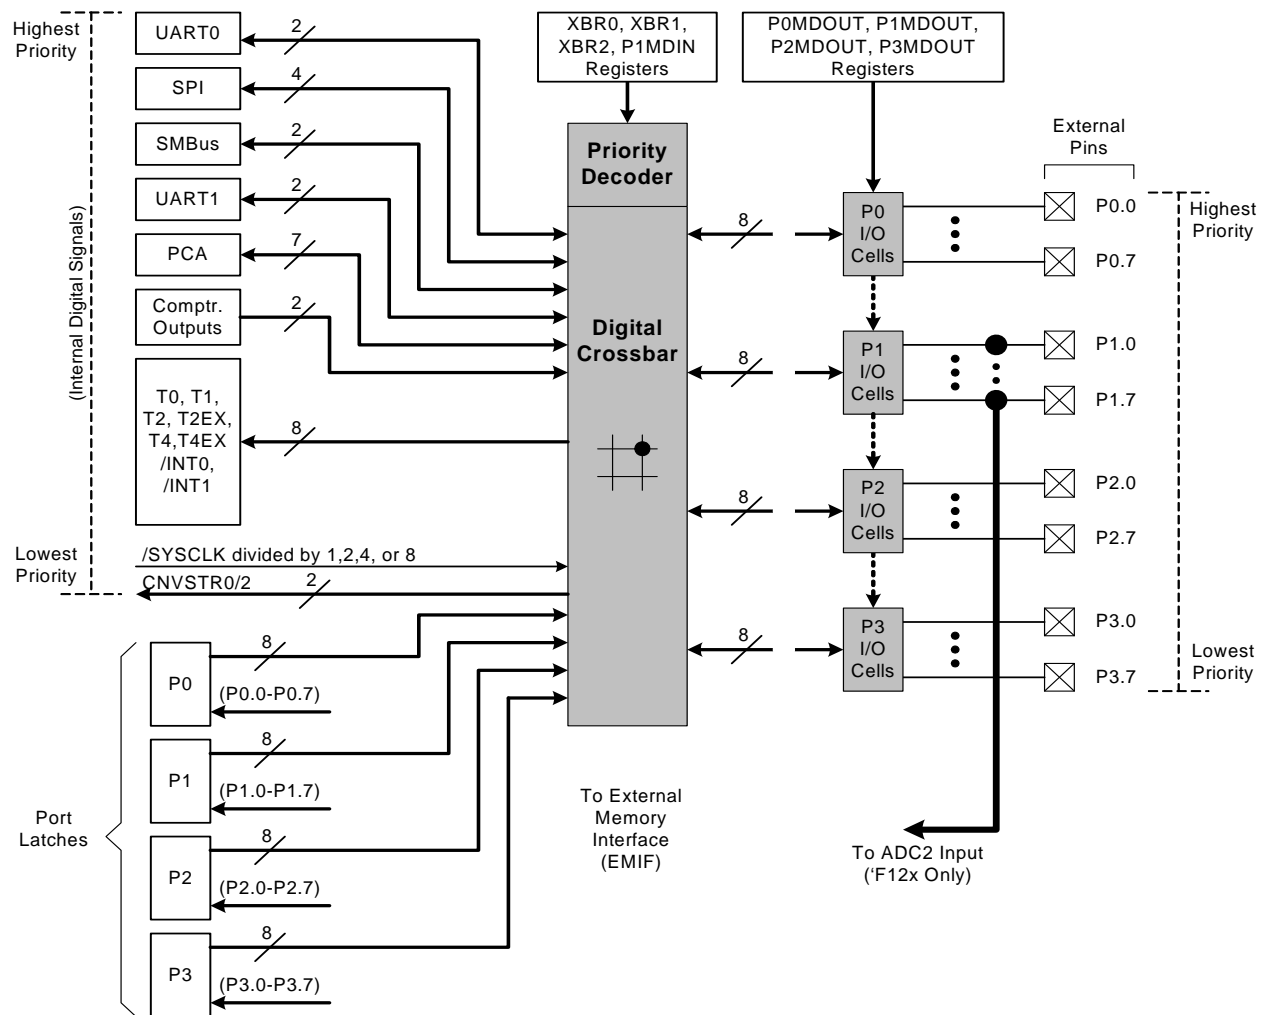 Highest
Priority
UART0
2
SPI
4
SMBus
2
UART1
2
PCA
7
Comptr.
Outputs
2
T0, T1,
T2, T2EX,
T4,T4EX
/INT0,
/INT1
8
(Internal Digital Signals)
Lowest
Priority
/SYSCLK divided by 1,2,4, or 8
CNVSTR0/2
2
Port
Latches
P0
8
(P0.0-P0.7)
P1
8
(P1.0-P1.7)
P2
8
(P2.0-P2.7)
P3
8
(P3.0-P3.7)
XBR0, XBR1,
XBR2, P1MDIN
Registers
Priority
Decoder
Digital
Crossbar
To External
Memory
Interface
(EMIF)
P0MDOUT, P1MDOUT,
P2MDOUT, P3MDOUT
Registers
8
P0
I/O
Cells
8
P1
I/O
Cells
8
P2
I/O
Cells
8
P3
I/O
Cells
To ADC2 Input
('F12x Only)
External
Pins
P0.0
P0.7
P1.0
P1.7
P2.0
P2.7
P3.0
P3.7
Highest
Priority
Lowest
Priority